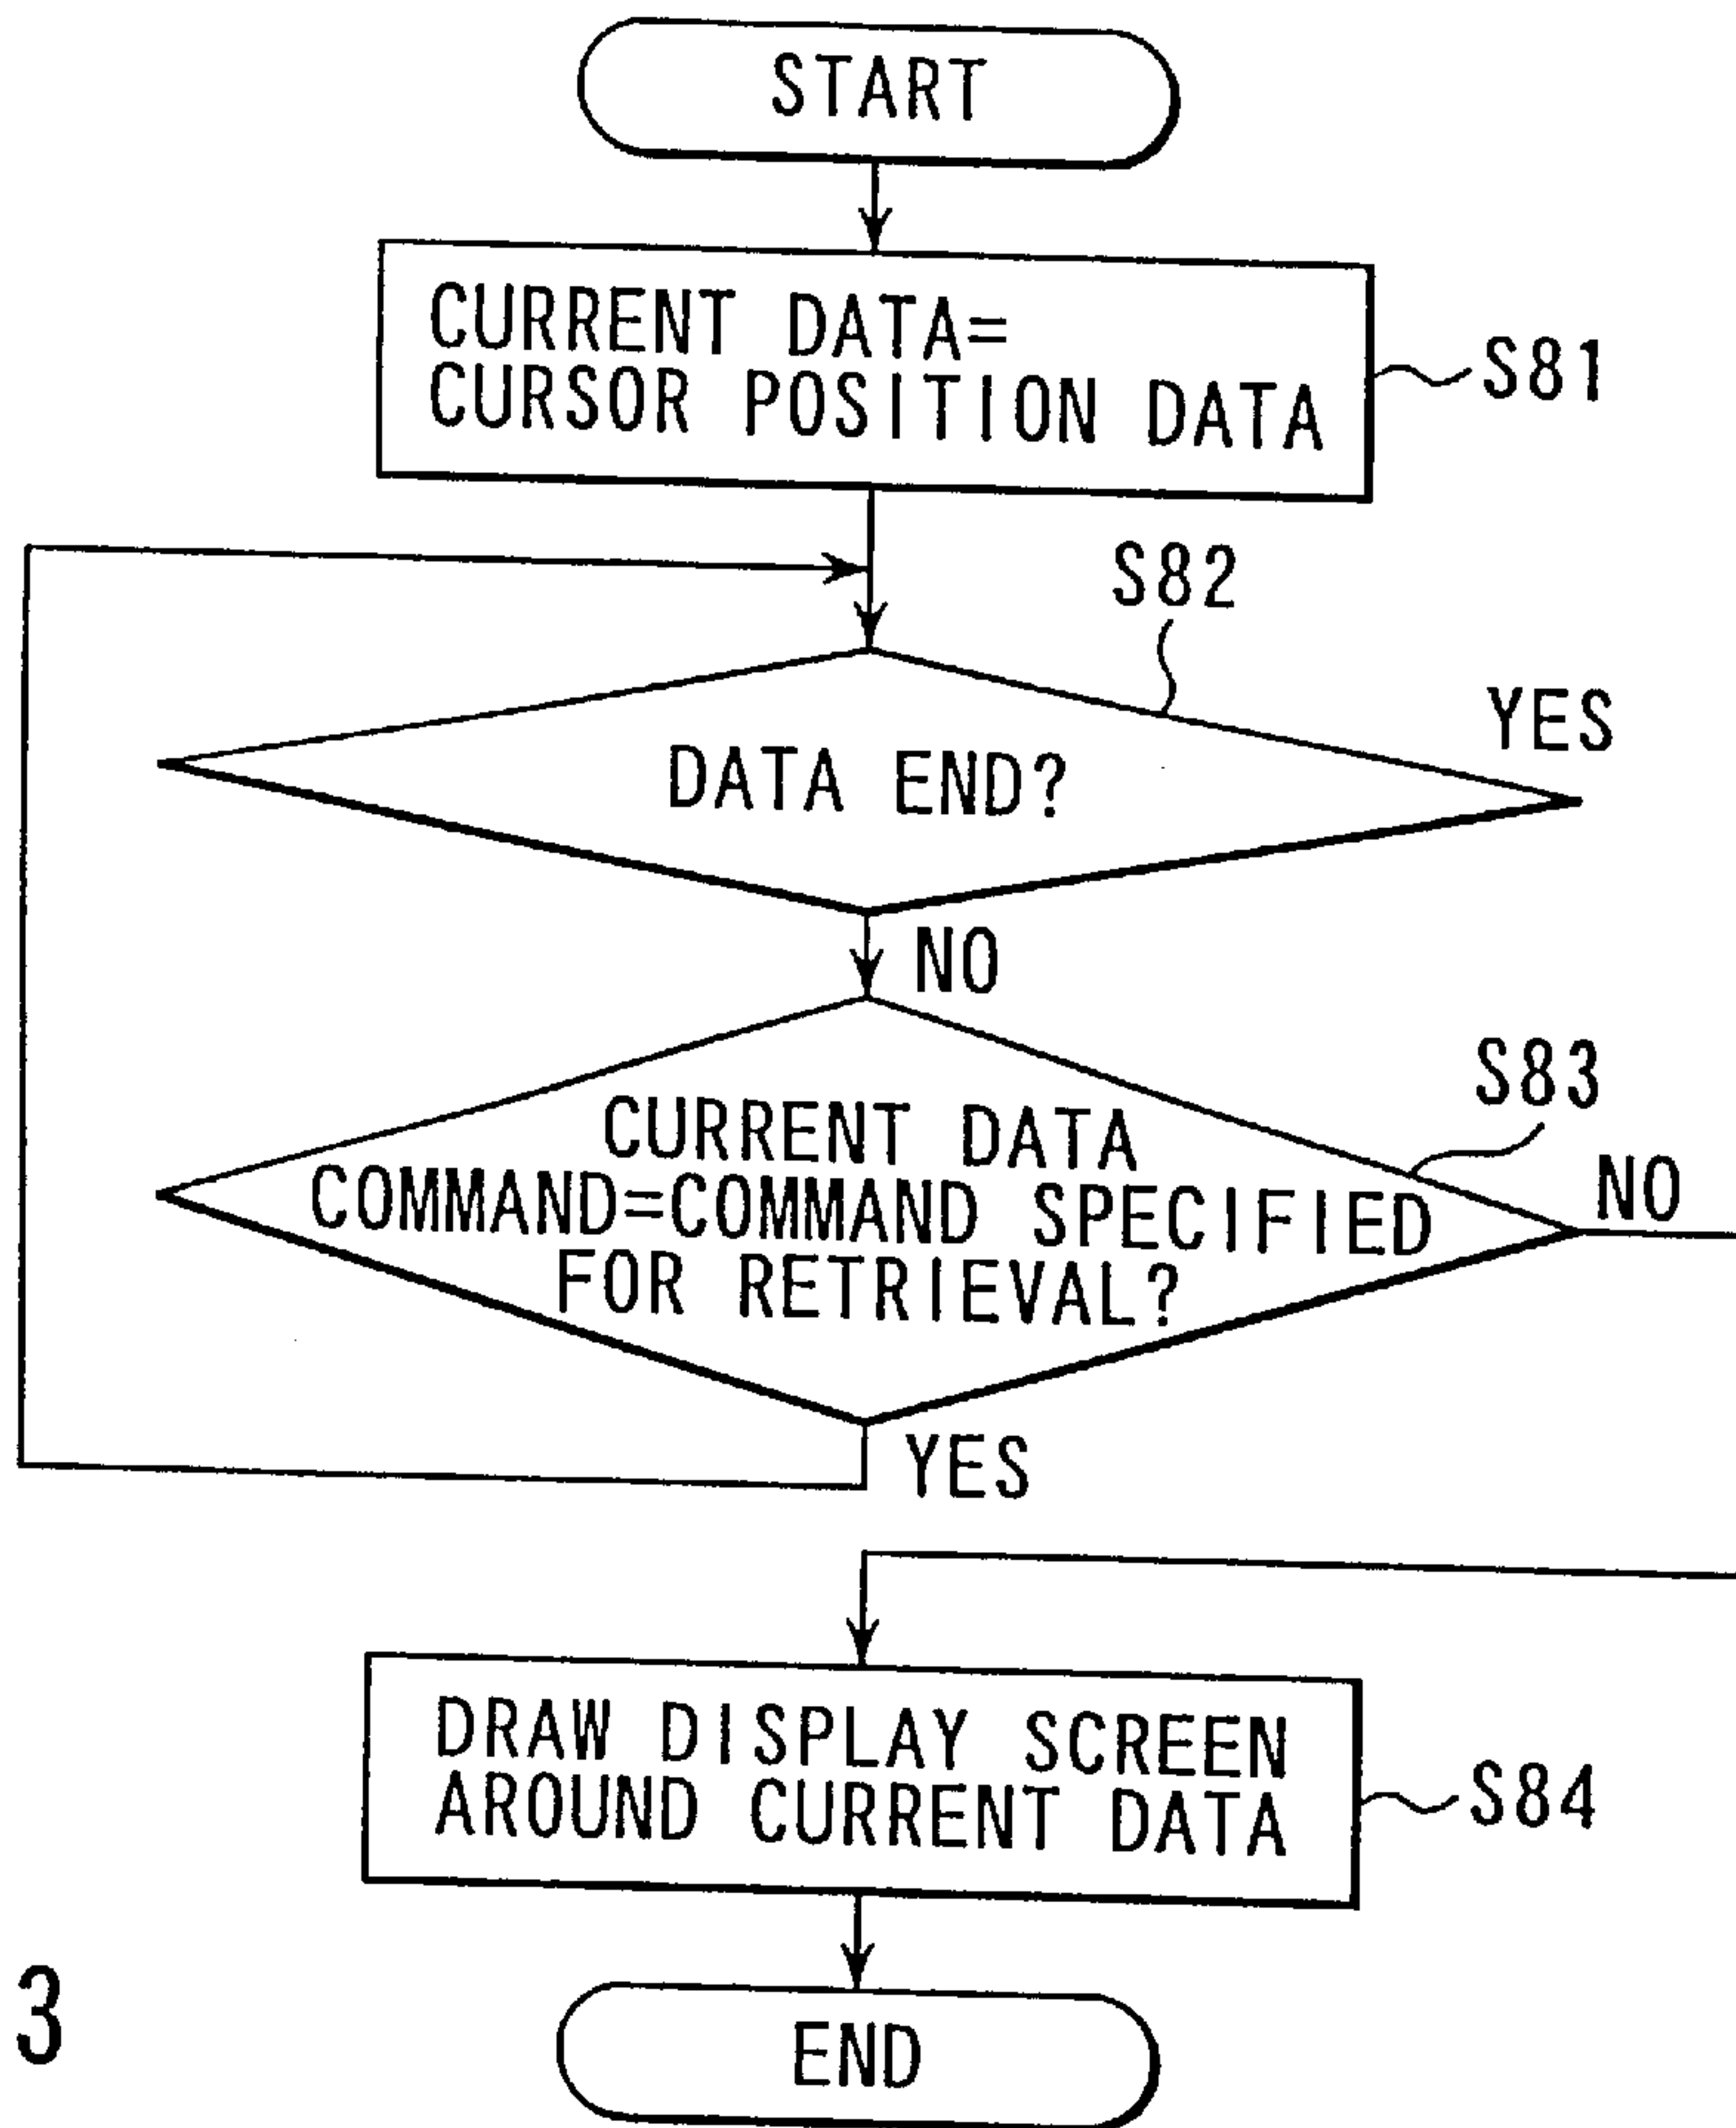 START
CURRENT DATA=
CURSOR POSITION DATA
S81
S82
YES
DATA END?
NO
S83
CURRENT DATA
COMMAND=COMMAND SPECIFIED
FOR RETRIEVAL?
NO
YES
DRAW DISPLAY SCREEN
AROUND CURRENT DATA
S84
3
END